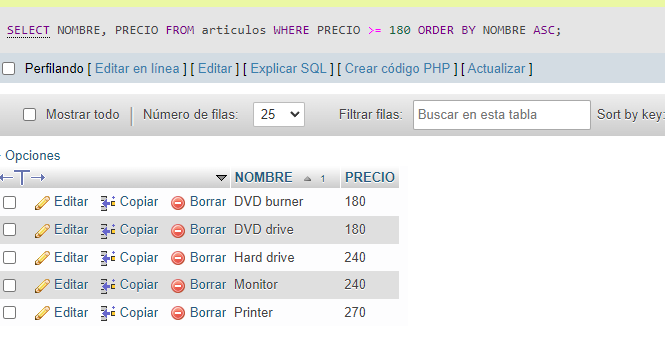 SELECT NOMBRE, PRECIO FROM articulos WHERE PRECIO >= 180 ORDER BY NOMBRE ASC;
Perfilando [ Editar en línea ] [ Editar ] [ Explicar SQL ] [ Crear código PHP ] [ Actualizar ]
Mostrar todo | Número de filas: 25 Filtrar filas: Buscar en esta tabla Sort by key:
Opciones
←T→ NOMBRE 1 PRECIO
Editar Copiar Borrar DVD burner 180
Editar Copiar Borrar DVD drive 180
Editar Copiar Borrar Hard drive 240
Editar Copiar Borrar Monitor 240
Editar Copiar Borrar Printer 270